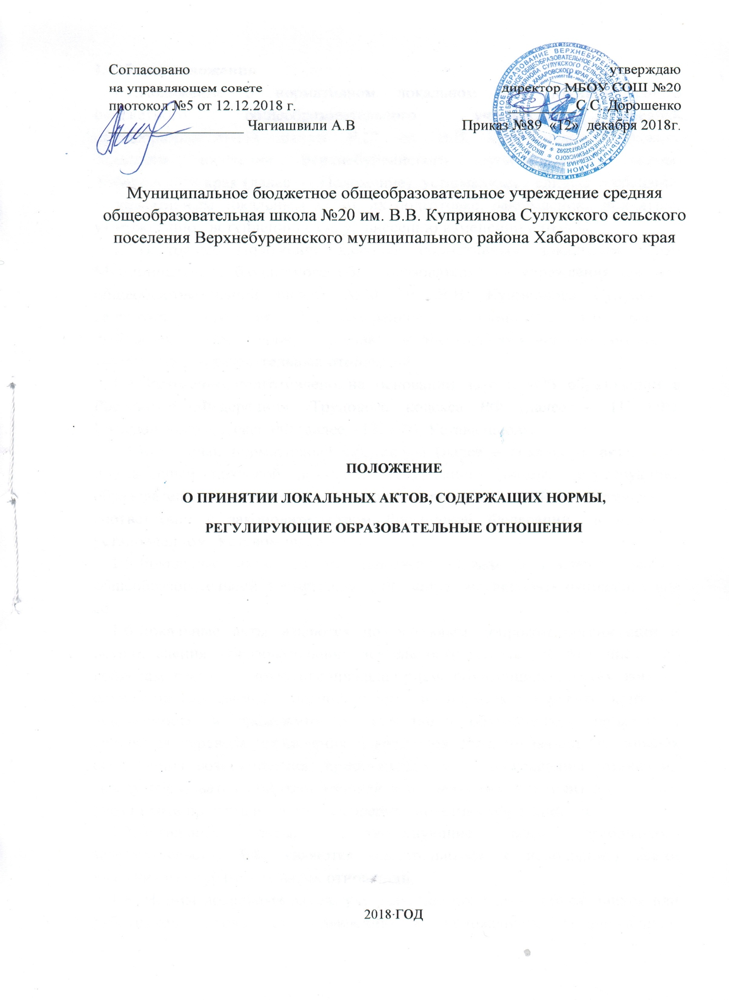 Согласовано
на управляющем совете
протокол №5 от 12.12.2018 г.
__________________ Чагиашвили А.В
утверждаю
директор МБОУ СОШ №20
С.С. Дорошенко
Приказ №89 «12» декабря 2018г.
Муниципальное бюджетное общеобразовательное учреждение средняя
общеобразовательная школа №20 им. В.В. Куприянова Сулукского сельского
поселения Верхнебуреинского муниципального района Хабаровского края
ПОЛОЖЕНИЕ
О ПРИНЯТИИ ЛОКАЛЬНЫХ АКТОВ, СОДЕРЖАЩИХ НОРМЫ,
РЕГУЛИРУЮЩИЕ ОБРАЗОВАТЕЛЬНЫЕ ОТНОШЕНИЯ
2018 ГОД